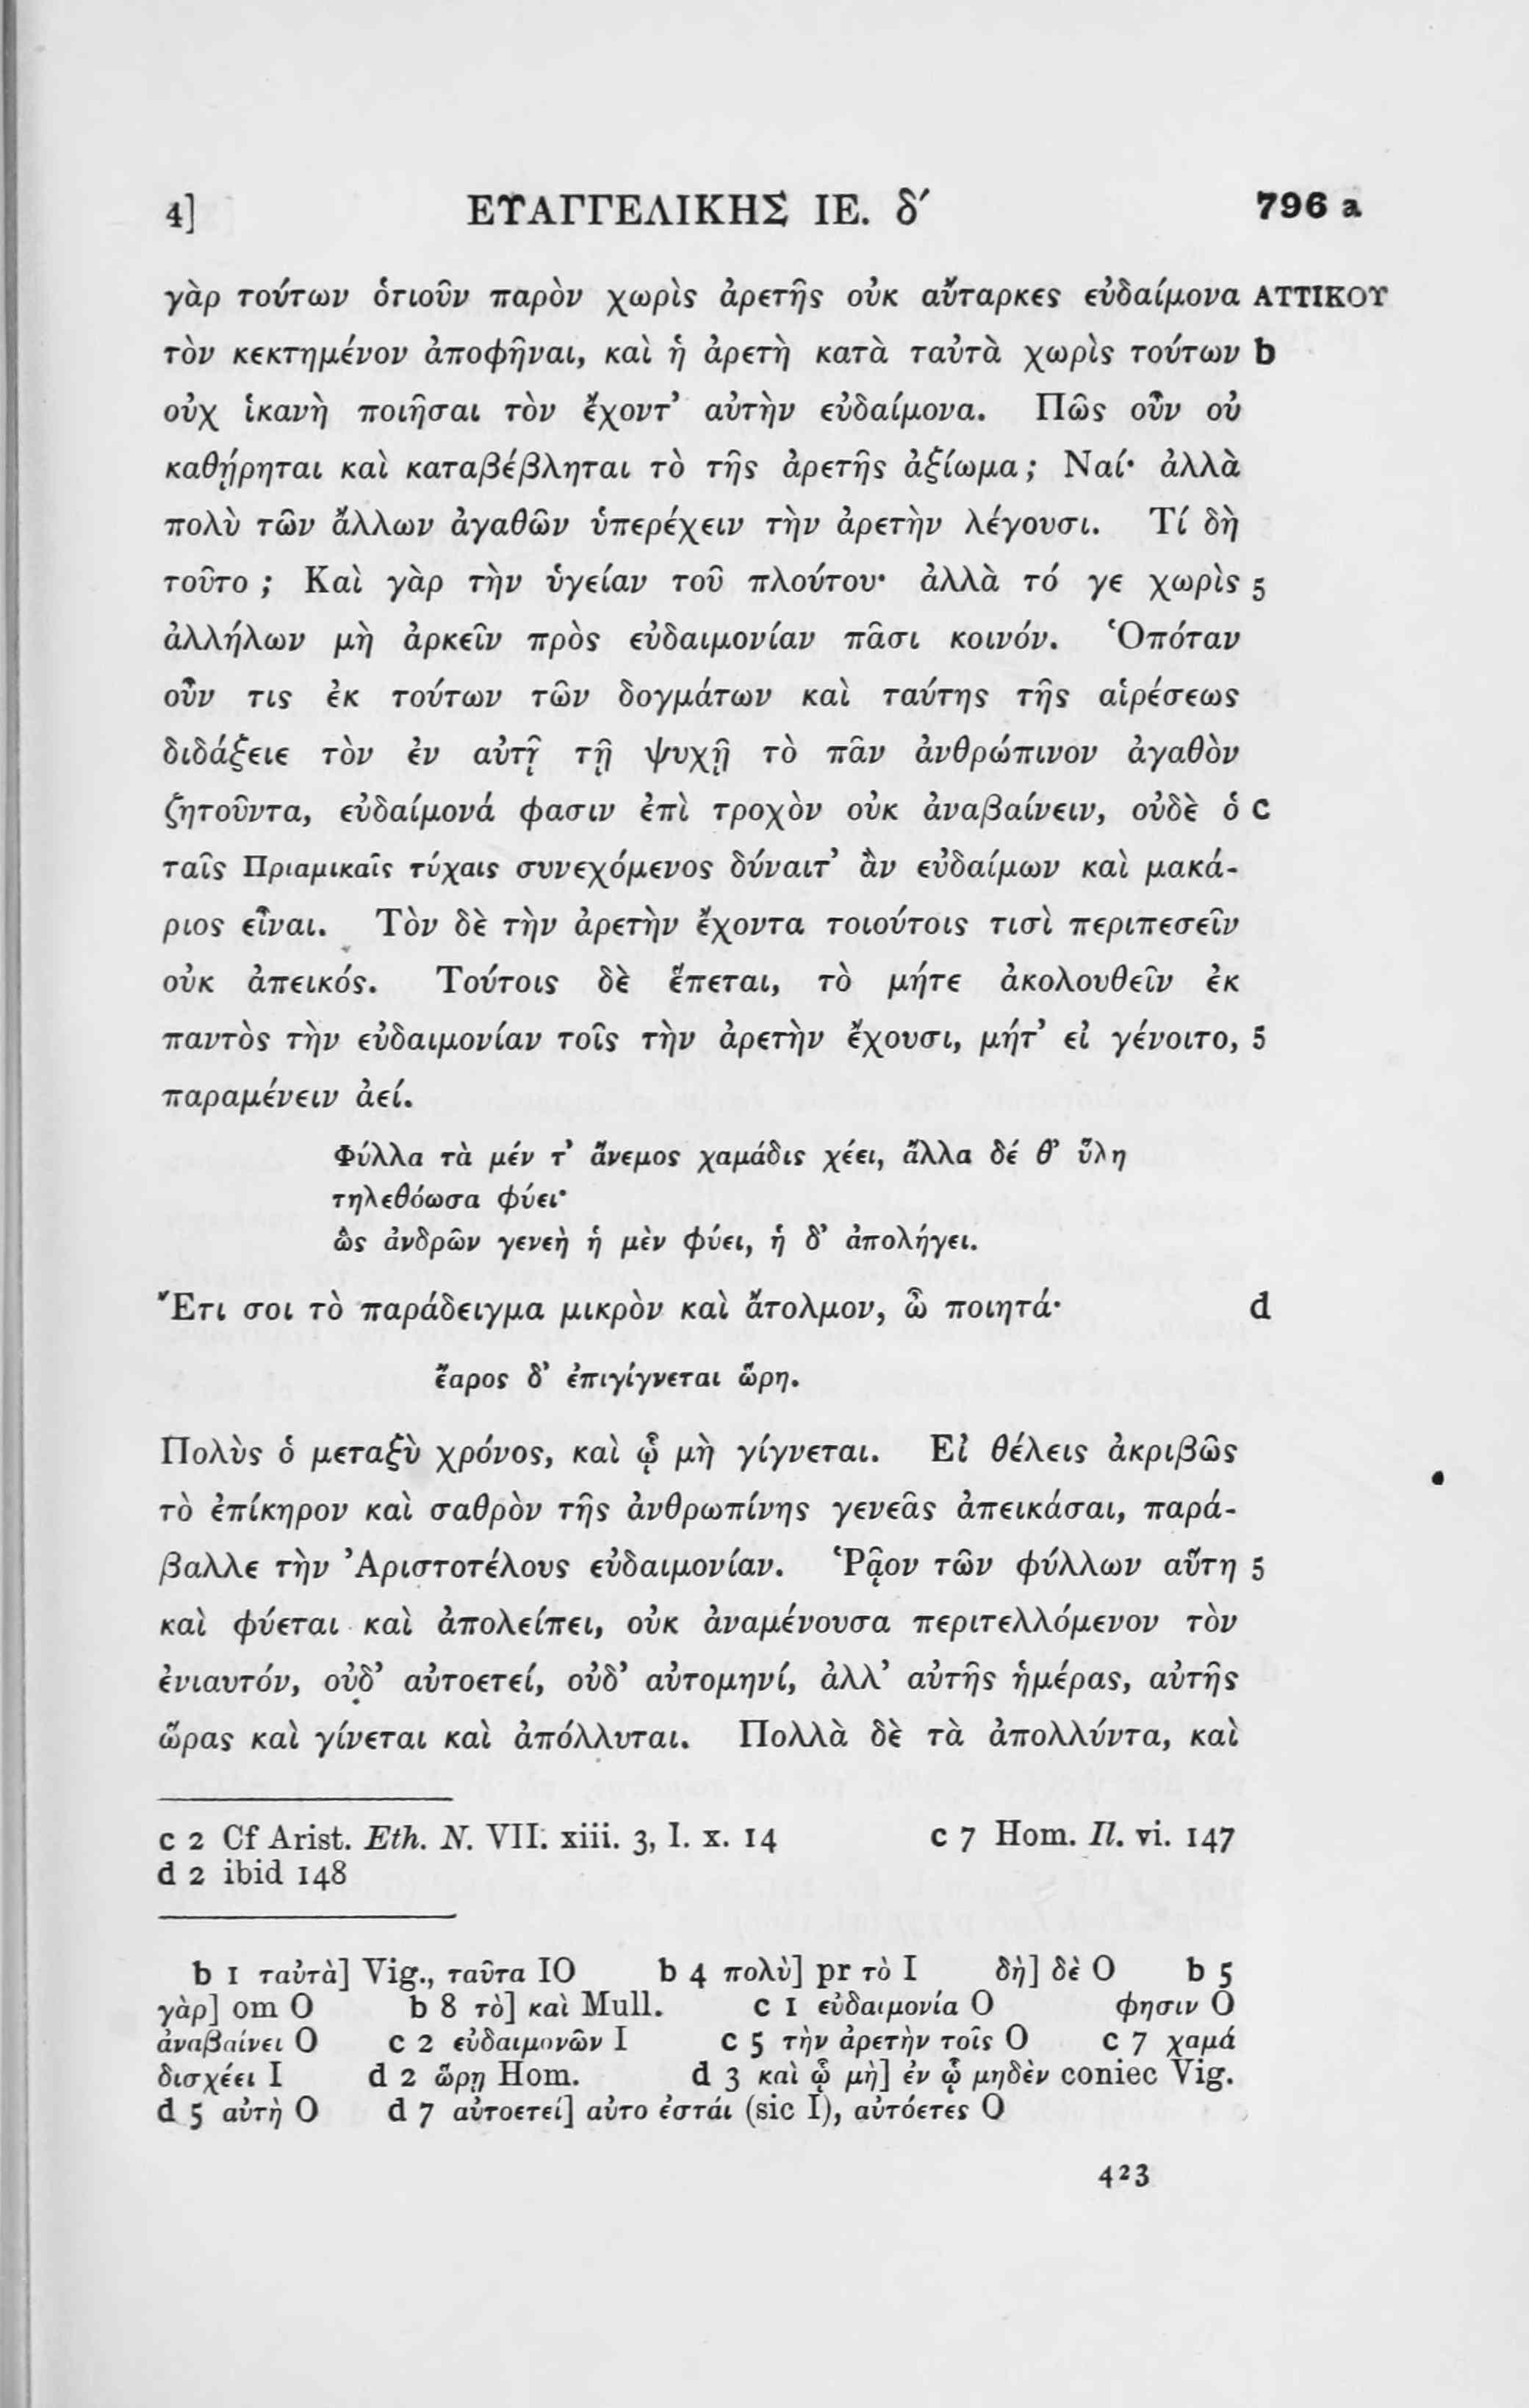 4] ΕΥΑΓΓΕΛΙΚΗΣ ΙΕ. δ′ 796 a
γὰρ τούτων ὁτιοῦν παρὸν χωρὶς ἀρετῆς οὐκ αὔταρκες εὐδαίμονα ΑΤΤΙΚΟΥ
τὸν κεκτημένον ἀποφῆναι, καὶ ἡ ἀρετὴ κατὰ ταὐτὰ χωρὶς τούτων b
οὐχ ἱκανὴ ποιῆσαι τὸν ἔχοντ’ αὐτὴν εὐδαίμονα. Πῶς οὖν οὐ
καθῄρηται καὶ καταβέβληται τὸ τῆς ἀρετῆς ἀξίωμα; Ναί· ἀλλὰ
πολὺ τῶν ἄλλων ἀγαθῶν ὑπερέχειν τὴν ἀρετὴν λέγουσι. Τί δὴ
τοῦτο; Καὶ γὰρ τὴν ὑγείαν τοῦ πλούτου· ἀλλὰ τό γε χωρὶς 5
ἀλλήλων μὴ ἀρκεῖν πρὸς εὐδαιμονίαν πᾶσι κοινόν. Ὁπόταν
οὖν τις ἐκ τούτων τῶν δογμάτων καὶ ταύτης τῆς αἱρέσεως
διδάξειε τὸν ἐν αὐτῇ τῇ ψυχῇ τὸ πᾶν ἀνθρώπινον ἀγαθὸν
ζητοῦντα, εὐδαίμονά φασιν ἐπὶ τροχὸν οὐκ ἀναβαίνειν, οὐδὲ ὁ c
ταῖς Πριαμικαῖς τύχαις συνεχόμενος δύναιτ’ ἂν εὐδαίμων καὶ μακά-
ριος εἶναι. Τὸν δὲ τὴν ἀρετὴν ἔχοντα τοιούτοις τισὶ περιπεσεῖν
οὐκ ἀπεικός. Τούτοις δὲ ἕπεται, τὸ μήτε ἀκολουθεῖν ἐκ
παντὸς τὴν εὐδαιμονίαν τοῖς τὴν ἀρετὴν ἔχουσι, μήτ’ εἰ γένοιτο, 5
παραμένειν ἀεί.
Φύλλα τὰ μέν τ’ ἄνεμος χαμάδις χέει, ἄλλα δέ θ’ ὕλη
τηλεθόωσα φύει·
ὣς ἀνδρῶν γενεὴ ἡ μὲν φύει, ἡ δ’ ἀπολήγει.
Ἔτι σοι τὸ παράδειγμα μικρὸν καὶ ἄτολμον, ὦ ποιητά· d
ἔαρος δ’ ἐπιγίγνεται ὥρη.
Πολὺς ὁ μεταξὺ χρόνος, καὶ ᾧ μὴ γίγνεται. Εἰ θέλεις ἀκριβῶς
τὸ ἐπίκηρον καὶ σαθρὸν τῆς ἀνθρωπίνης γενεᾶς ἀπεικάσαι, παρά-
βαλλε τὴν Ἀριστοτέλους εὐδαιμονίαν. Ῥᾷον τῶν φύλλων αὕτη 5
καὶ φύεται καὶ ἀπολείπει, οὐκ ἀναμένουσα περιτελλόμενον τὸν
ἐνιαυτόν, οὐδ’ αὐτοετεί, οὐδ’ αὐτομηνί, ἀλλ’ αὐτῆς ἡμέρας, αὐτῆς
ὥρας καὶ γίνεται καὶ ἀπόλλυται. Πολλὰ δὲ τὰ ἀπολλύντα, καὶ
c 2 Cf Arist. Eth. N. VII. xiii. 3, I. x. 14 c 7 Hom. Il. vi. 147
d 2 ibid 148
b 1 ταὐτὰ] Vig., ταῦτα IO b 4 πολὺ] pr τὸ I δὴ] δὲ O b 5
γὰρ] om O b 8 τὸ] καὶ Mull. c 1 εὐδαιμονία O φησιν O
ἀναβαίνει O c 2 εὐδαιμονῶν I c 5 τὴν ἀρετὴν τοῖς O c 7 χαμά
δισχέει I d 2 ὥρῃ Hom. d 3 καὶ ᾧ μὴ] ἐν ᾧ μηδὲν coniec Vig.
d 5 αὐτὴ O d 7 αὐτοετεί] αὐτο ἐστάι (sic I), αὐτόετες O
423